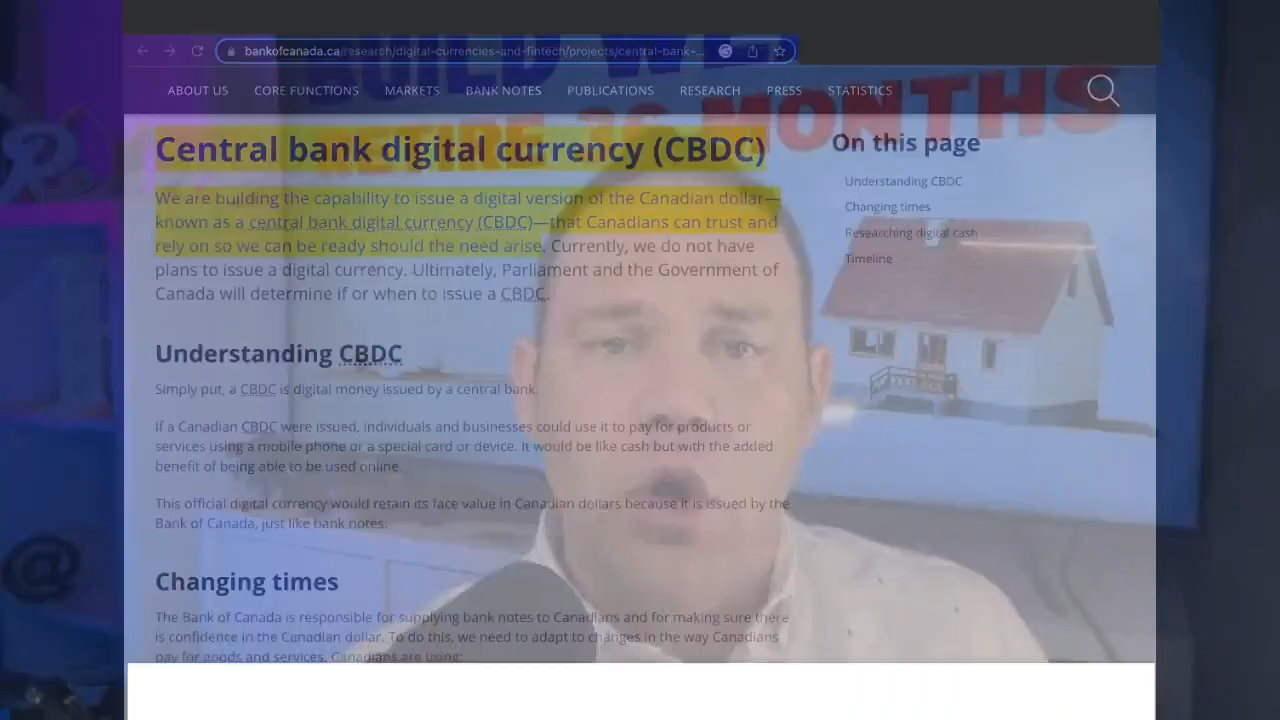 bankofcanada.ca/research/digital-currencies-and-fintech/projects/central-bank-...
ABOUT US CORE FUNCTIONS MARKETS BANK NOTES PUBLICATIONS RESEARCH PRESS STATISTICS
BUILD WE
RETIRE
MONTHS
Central bank digital currency (CBDC)
We are building the capability to issue a digital version of the Canadian dollar—
known as a central bank digital currency (CBDC)—that Canadians can trust and
rely on so we can be ready should the need arise. Currently, we do not have
plans to issue a digital currency. Ultimately, Parliament and the Government of
Canada will determine if or when to issue a CBDC.
On this page
Understanding CBDC
Changing times
Researching digital cash
Timeline
Understanding CBDC
Simply put, a CBDC is digital money issued by a central bank.
If a Canadian CBDC were issued, individuals and businesses could use it to pay for products or
services using a mobile phone or a special card or device. It would be like cash but with the added
benefit of being able to be used online.
This official digital currency would retain its face value in Canadian dollars because it is issued by the
Bank of Canada, just like bank notes.
Changing times
The Bank of Canada is responsible for supplying bank notes to Canadians and for making sure there
is confidence in the Canadian dollar. To do this, we need to adapt to changes in the way Canadians
pay for goods and services. Canadians are using:
R
@